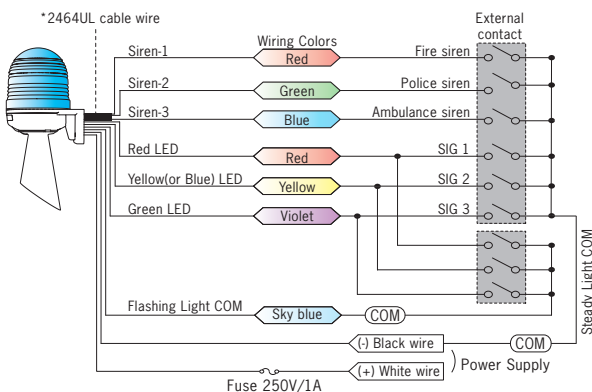 *2464UL cable wire
External
contact
Wiring Colors
Siren-1 Red Fire siren
Siren-2 Green Police siren
Siren-3 Blue Ambulance siren
Red LED Red SIG 1
Yellow(or Blue) LED Yellow SIG 2
Green LED Violet SIG 3
Steady Light COM
Flashing Light COM Sky blue COM
(-) Black wire COM
Power Supply
(+) White wire
Fuse 250V/1A